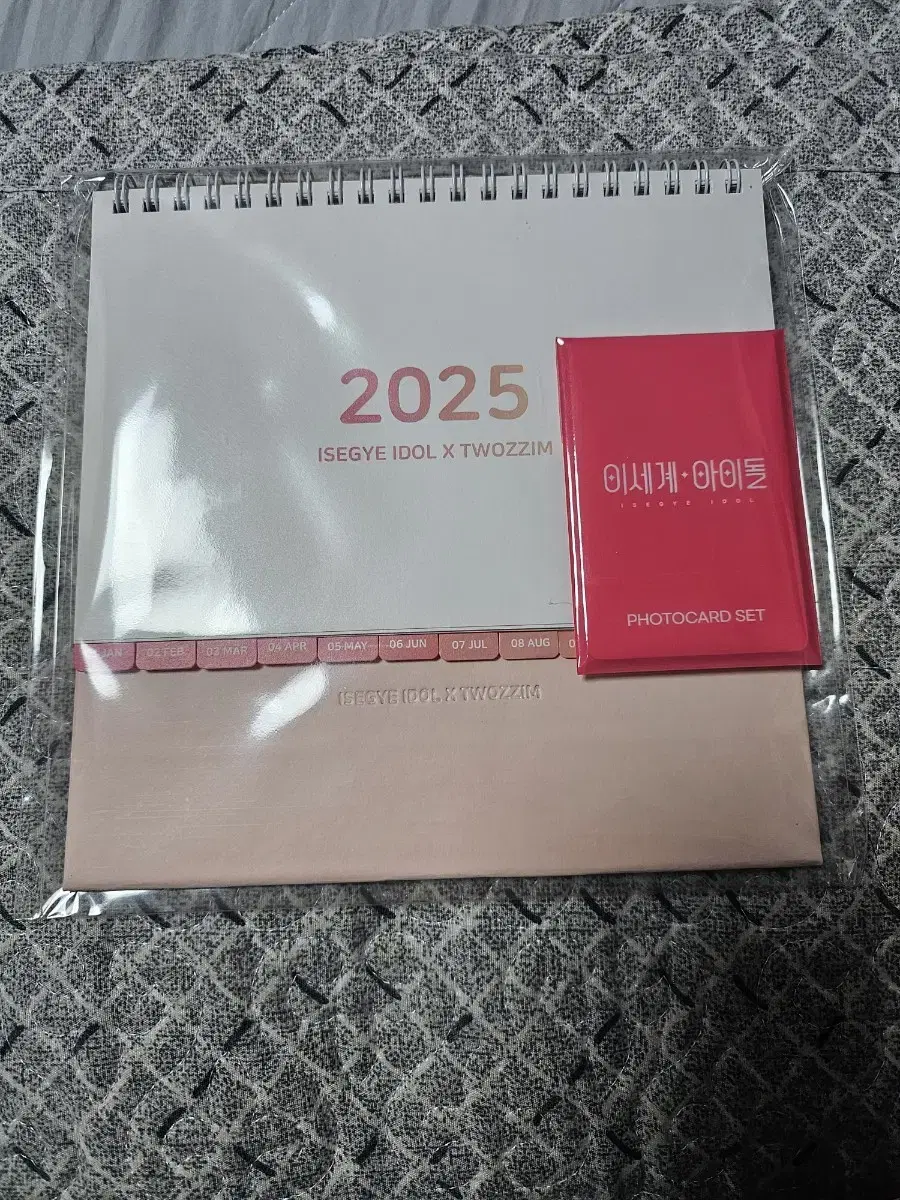 2025
ISEGYE IDOL X TWOZZIM
이세계 아이돌
ISEGYE IDOL
PHOTOCARD SET
JAN 02 FEB 03 MAR 04 APR 05 MAY 06 JUN 07 JUL 08 AUG
ISEGYE IDOL X TWOZZIM